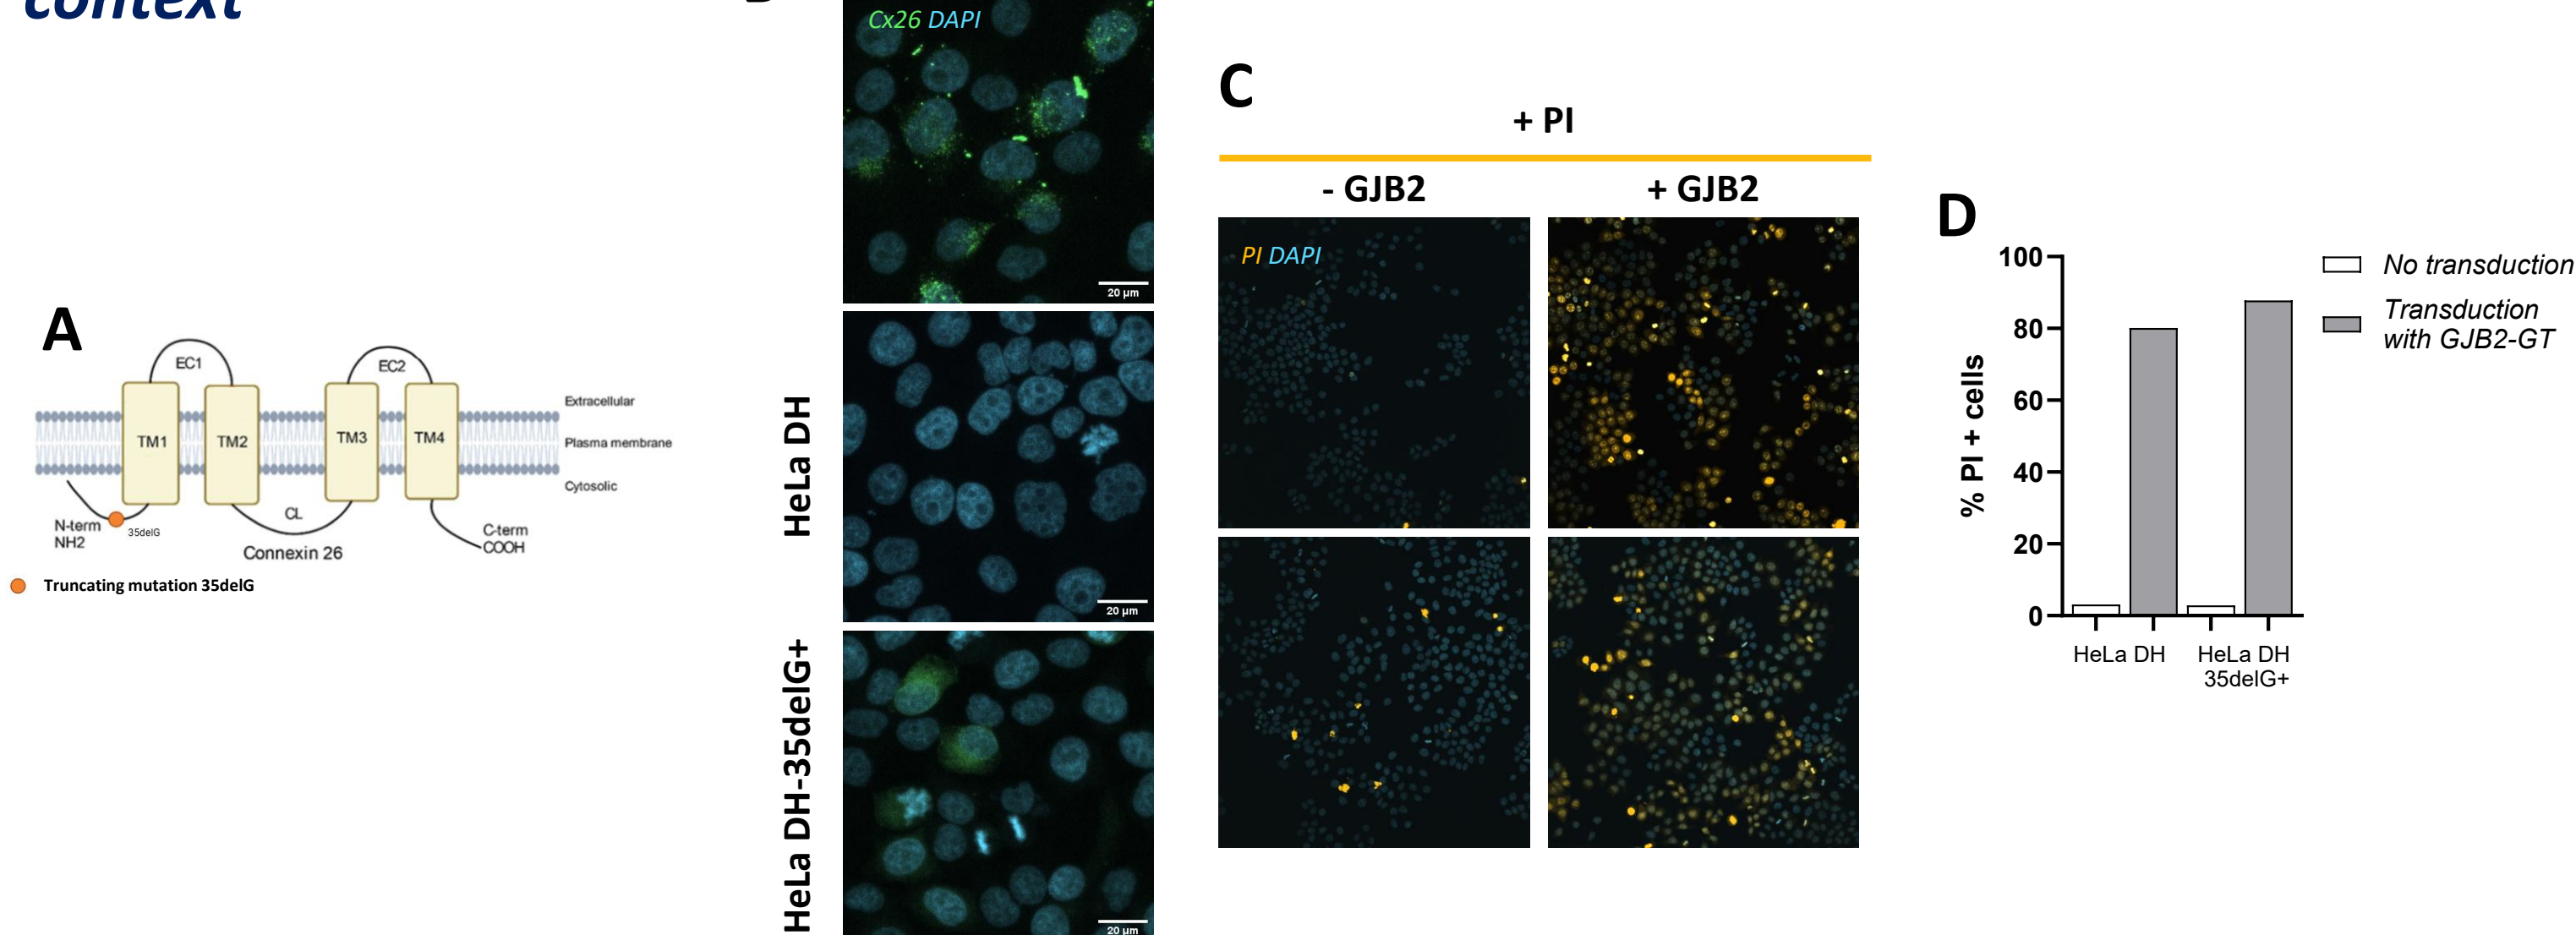 context
A
EC1
EC2
TM1
TM2
TM3
TM4
Extracellular
Plasma membrane
Cytosolic
N-term
NH2
35delG
CL
C-term
COOH
Connexin 26
Truncating mutation 35delG
Cx26 DAPI
20 µm
HeLa DH
20 µm
HeLa DH-35delG+
20 µm
C
+ PI
- GJB2
+ GJB2
PI DAPI
D
% PI + cells
100
80
60
40
20
0
HeLa DH
HeLa DH
35delG+
No transduction
Transduction
with GJB2-GT